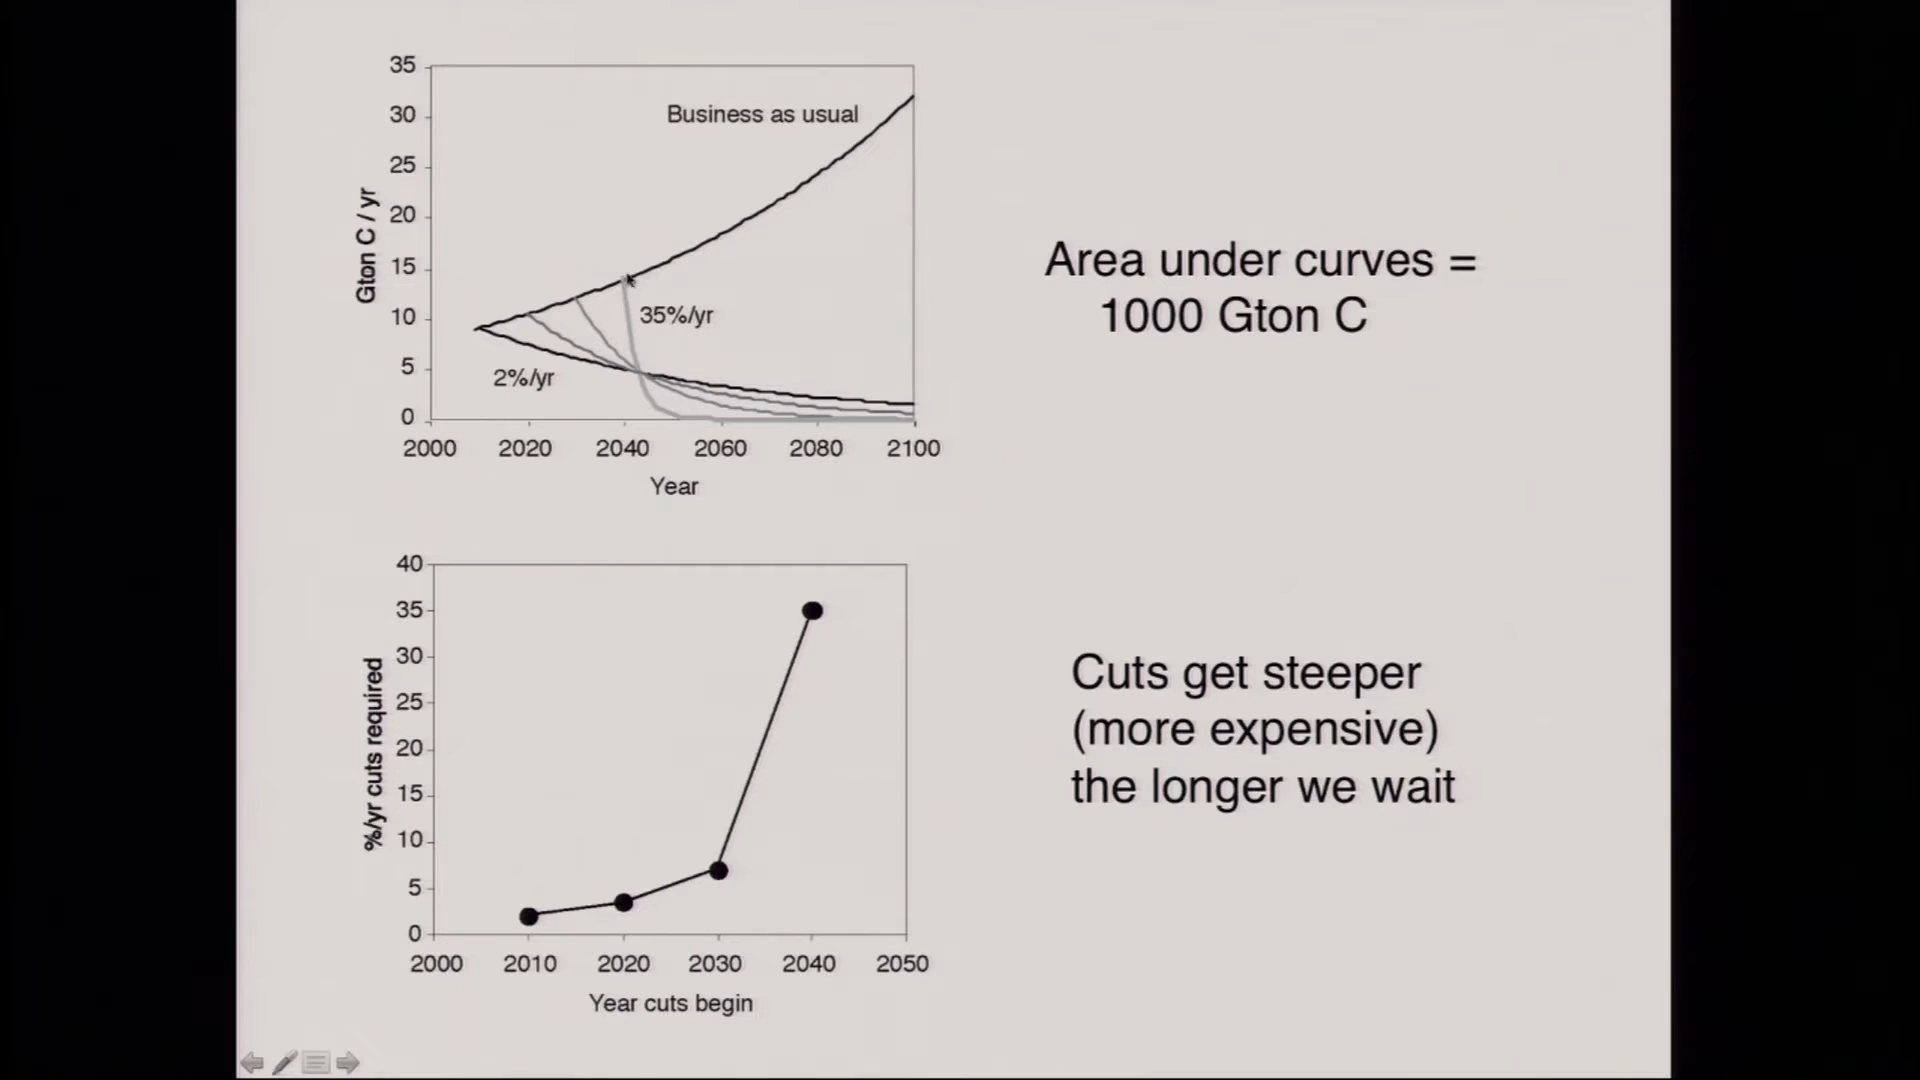 35
30
25
20
15
10
5
0
Gton C / yr
Business as usual
35%/yr
2%/yr
2000 2020 2040 2060 2080 2100
Year
Area under curves =
1000 Gton C
40
35
30
25
20
15
10
5
0
%/yr cuts required
2000 2010 2020 2030 2040 2050
Year cuts begin
Cuts get steeper
(more expensive)
the longer we wait